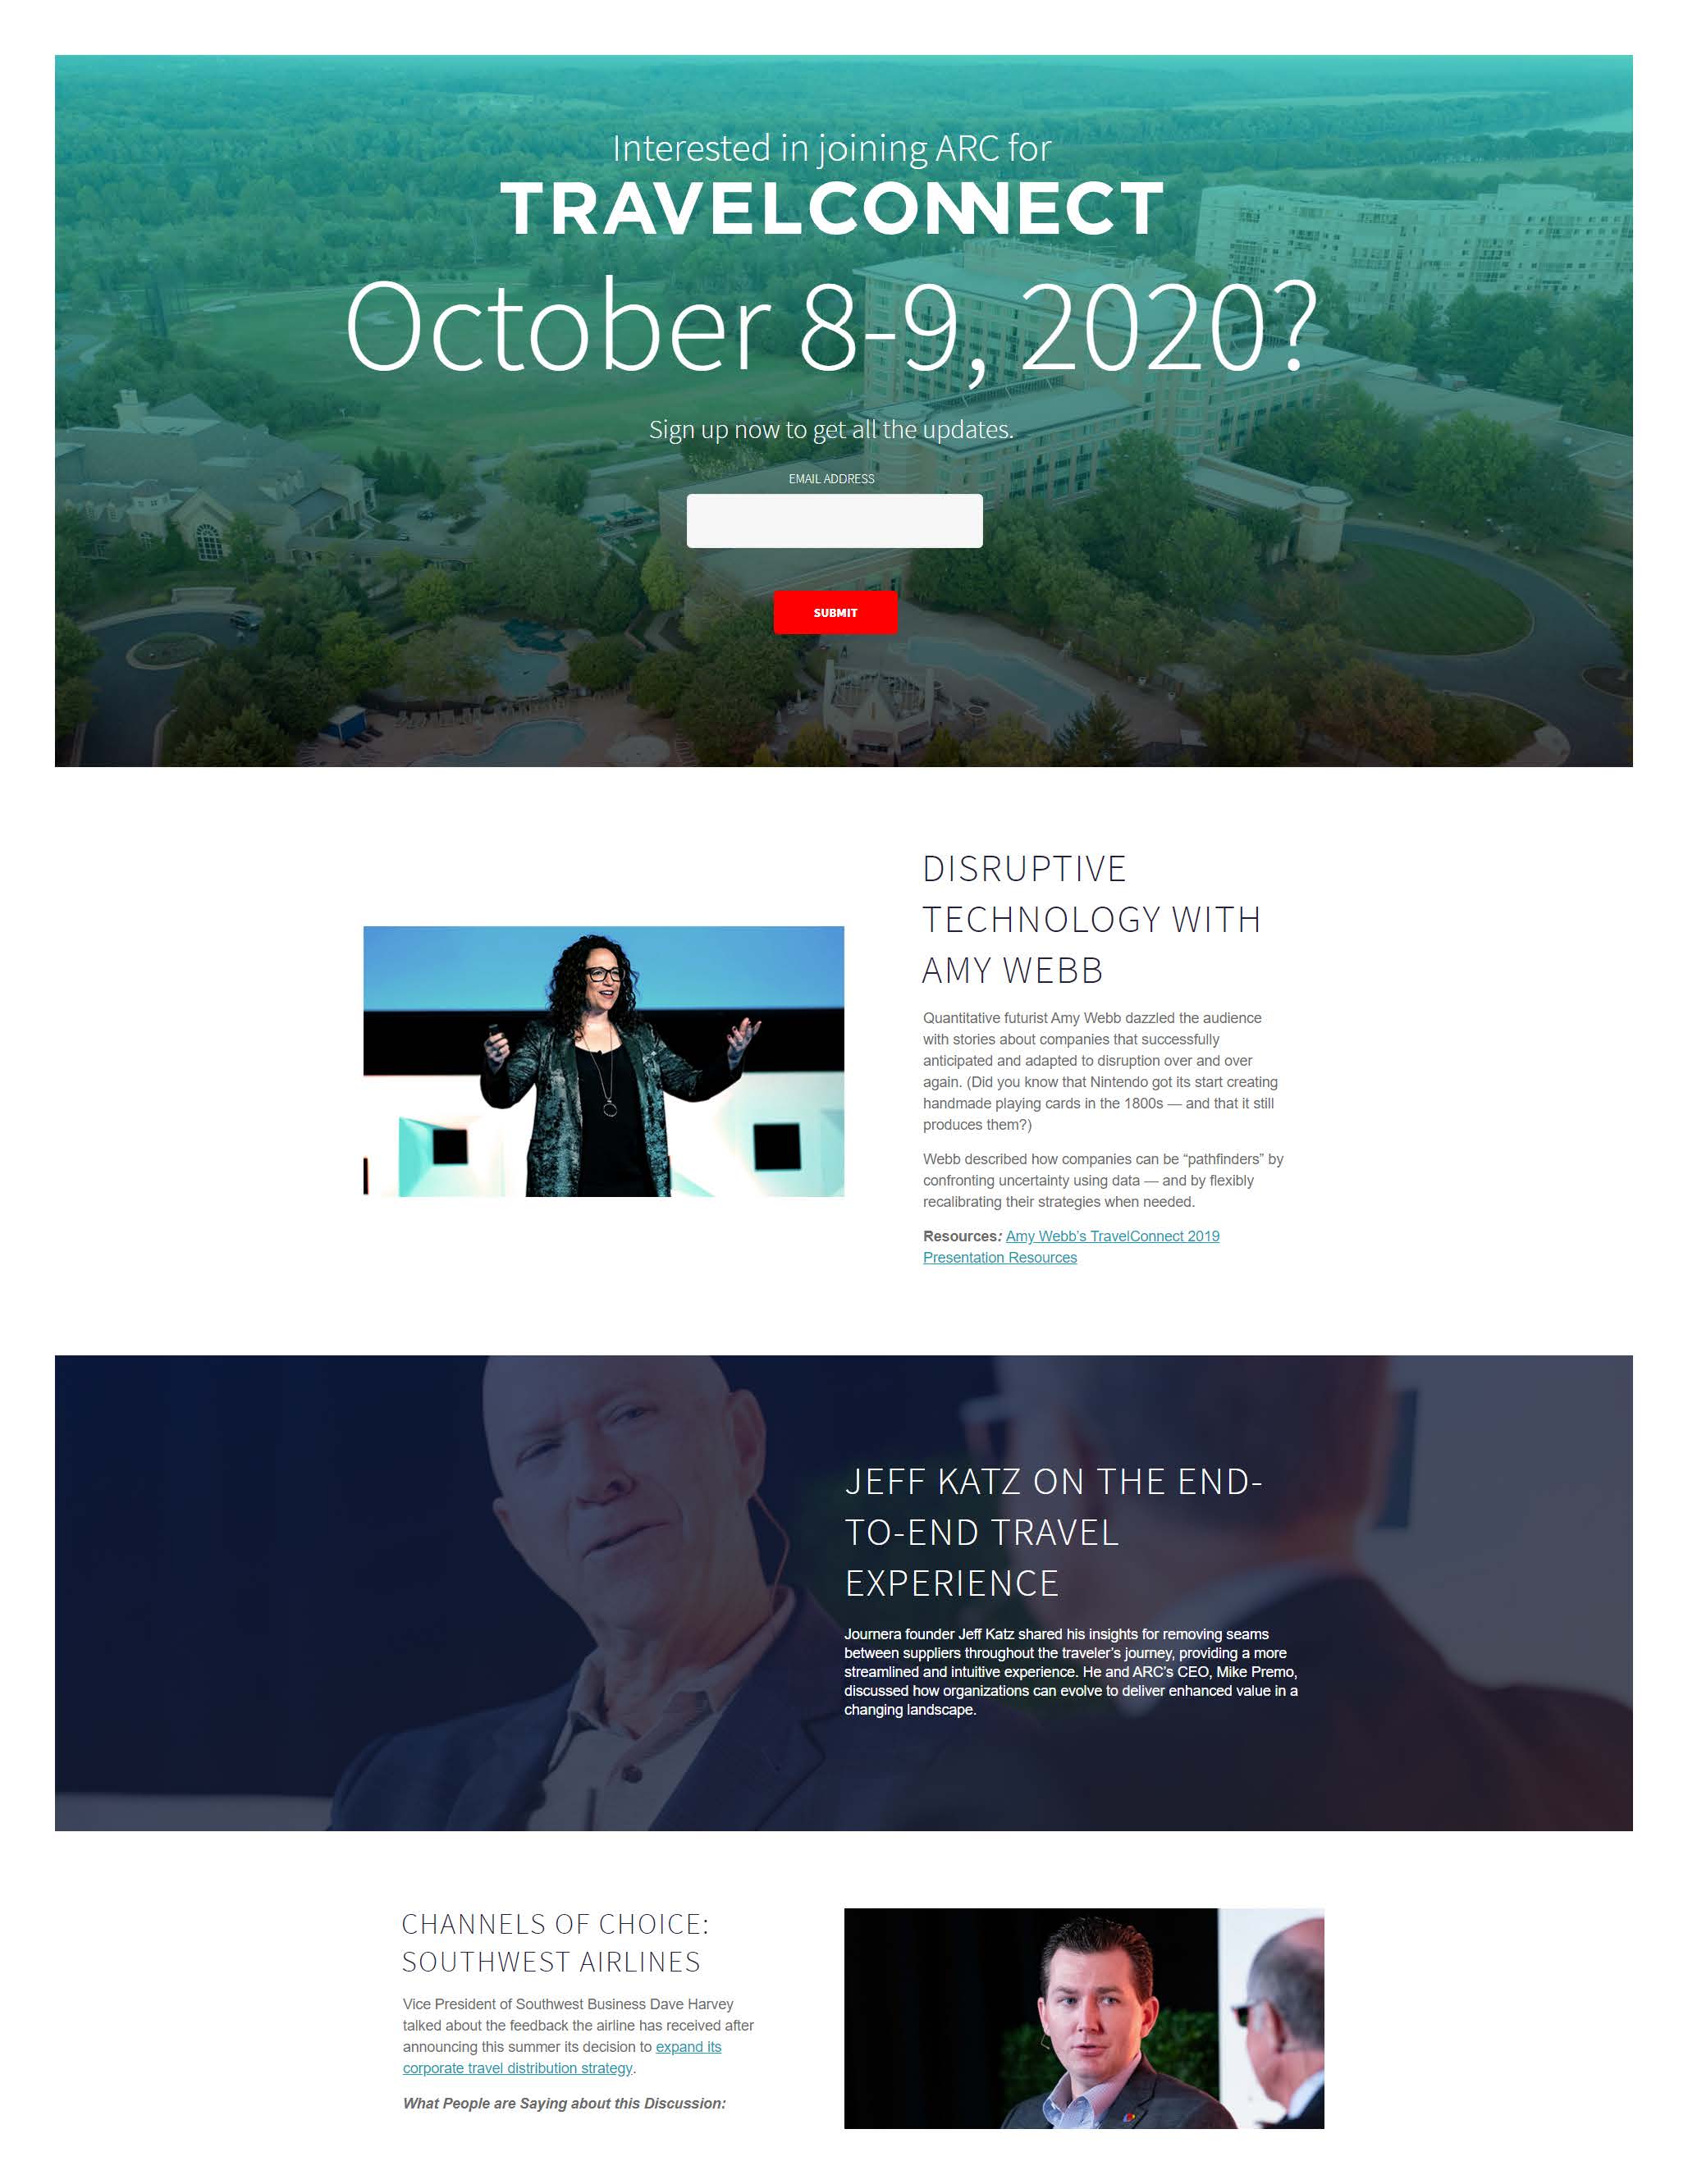 Interested in joining ARC for
TRAVELCONNECT
October 8-9, 2020?
Sign up now to get all the updates.
EMAIL ADDRESS
SUBMIT
DISRUPTIVE
TECHNOLOGY WITH
AMY WEBB
Quantitative futurist Amy Webb dazzled the audience
with stories about companies that successfully
anticipated and adapted to disruption over and over
again. (Did you know that Nintendo got its start creating
handmade playing cards in the 1800s — and that it still
produces them?)
Webb described how companies can be “pathfinders” by
confronting uncertainty using data — and by flexibly
recalibrating their strategies when needed.
Resources: Amy Webb’s TravelConnect 2019
Presentation Resources
JEFF KATZ ON THE END-
TO-END TRAVEL
EXPERIENCE
Journera founder Jeff Katz shared his insights for removing seams
between suppliers throughout the traveler’s journey, providing a more
streamlined and intuitive experience. He and ARC’s CEO, Mike Premo,
discussed how organizations can evolve to deliver enhanced value in a
changing landscape.
CHANNELS OF CHOICE:
SOUTHWEST AIRLINES
Vice President of Southwest Business Dave Harvey
talked about the feedback the airline has received after
announcing this summer its decision to expand its
corporate travel distribution strategy.
What People are Saying about this Discussion: